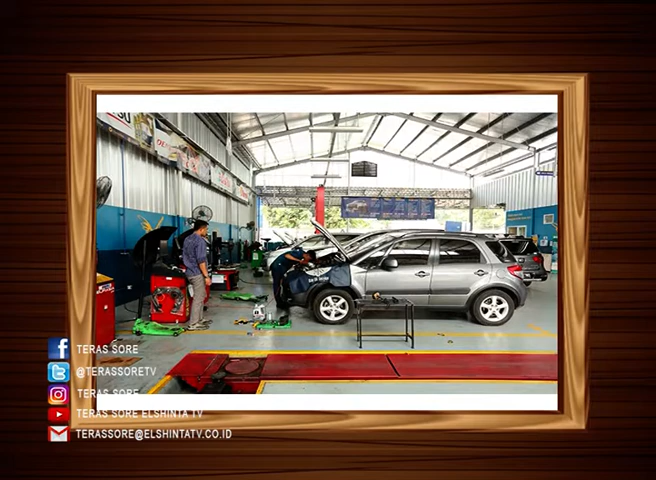 TERAS SORE
@TERASSORETV
TERAS SORE
TERAS SORE ELSHINTA TV
TERASSORE@ELSHINTATV.CO.ID